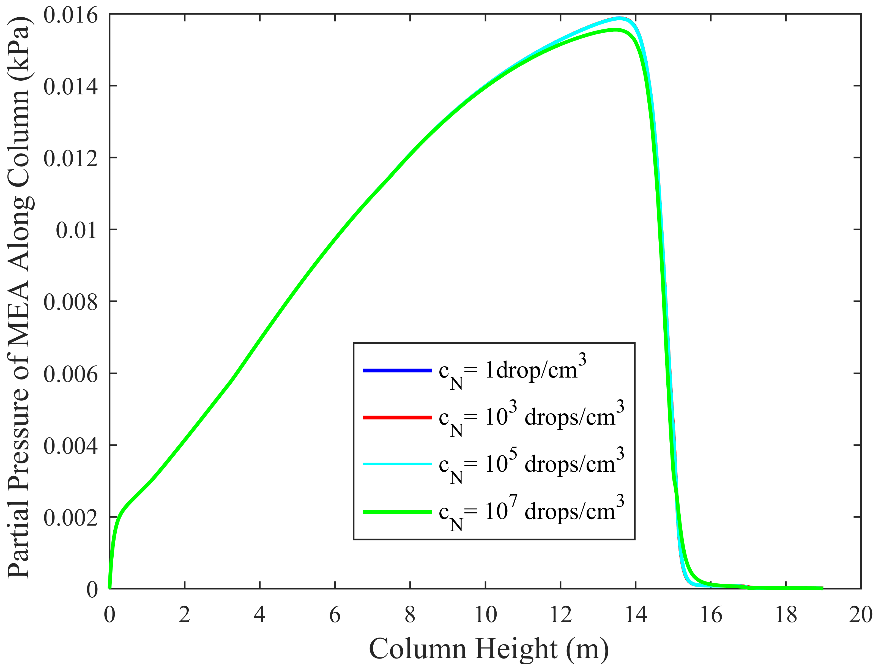 Partial Pressure of MEA Along Column (kPa)
0.016
0.014
0.012
0.01
0.008
0.006
0.004
0.002
0
c_N= 1drop/cm^3
c_N= 10^3 drops/cm^3
c_N= 10^5 drops/cm^3
c_N= 10^7 drops/cm^3
0 2 4 6 8 10 12 14 16 18 20
Column Height (m)